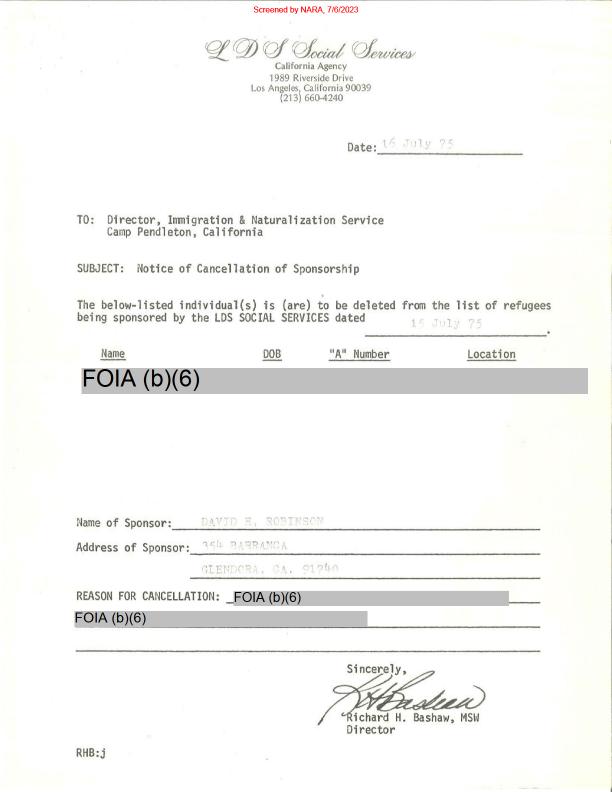 Screened by NARA, 7/6/2023
L D S Social Services
California Agency
1989 Riverside Drive
Los Angeles, California 90039
(213) 660-4240
Date: 16 July 75
TO: Director, Immigration & Naturalization Service
Camp Pendleton, California
SUBJECT: Notice of Cancellation of Sponsorship
The below-listed individual(s) is (are) to be deleted from the list of refugees
being sponsored by the LDS SOCIAL SERVICES dated 15 July 75.
Name DOB "A" Number Location
FOIA (b)(6)
Name of Sponsor: DAVID H. ROBINSON
Address of Sponsor: 354 BARRANCA
GLENDORA, CA. 91740
REASON FOR CANCELLATION: FOIA (b)(6)
FOIA (b)(6)
Sincerely,
RH Bashaw
Richard H. Bashaw, MSW
Director
RHB:j